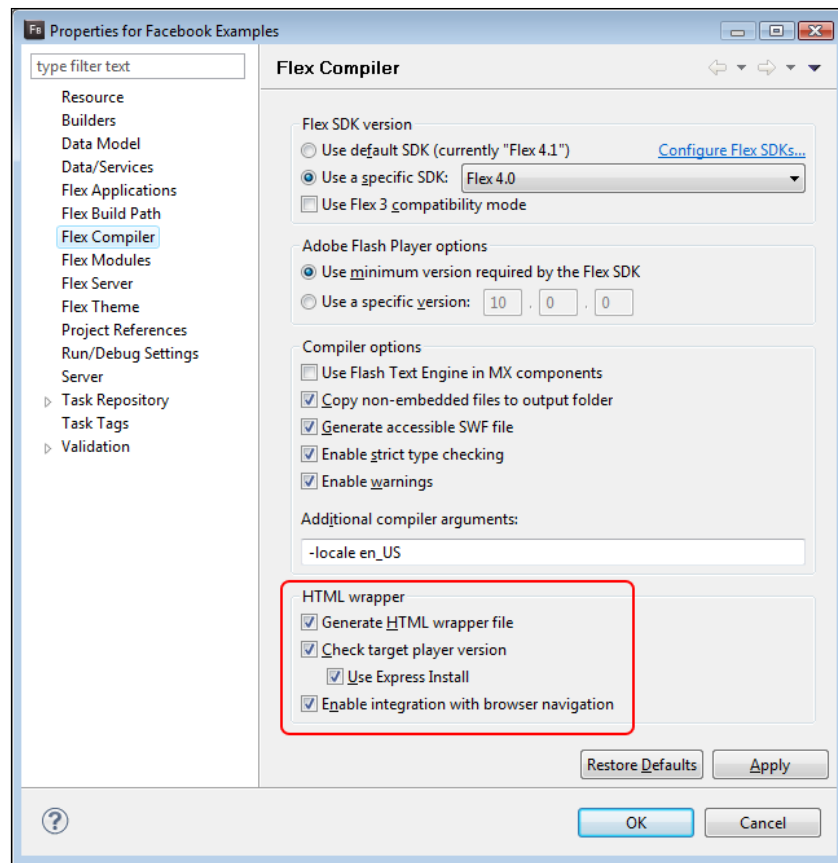 FB Properties for Facebook Examples
type filter text
Resource
Builders
Data Model
Data/Services
Flex Applications
Flex Build Path
Flex Compiler
Flex Modules
Flex Server
Flex Theme
Project References
Run/Debug Settings
Server
Task Repository
Task Tags
Validation
Flex Compiler
Flex SDK version
Use default SDK (currently "Flex 4.1") Configure Flex SDKs...
Use a specific SDK: Flex 4.0
Use Flex 3 compatibility mode
Adobe Flash Player options
Use minimum version required by the Flex SDK
Use a specific version: 10 . 0 . 0
Compiler options
Use Flash Text Engine in MX components
Copy non-embedded files to output folder
Generate accessible SWF file
Enable strict type checking
Enable warnings
Additional compiler arguments:
-locale en_US
HTML wrapper
Generate HTML wrapper file
Check target player version
Use Express Install
Enable integration with browser navigation
Restore Defaults Apply
? OK Cancel